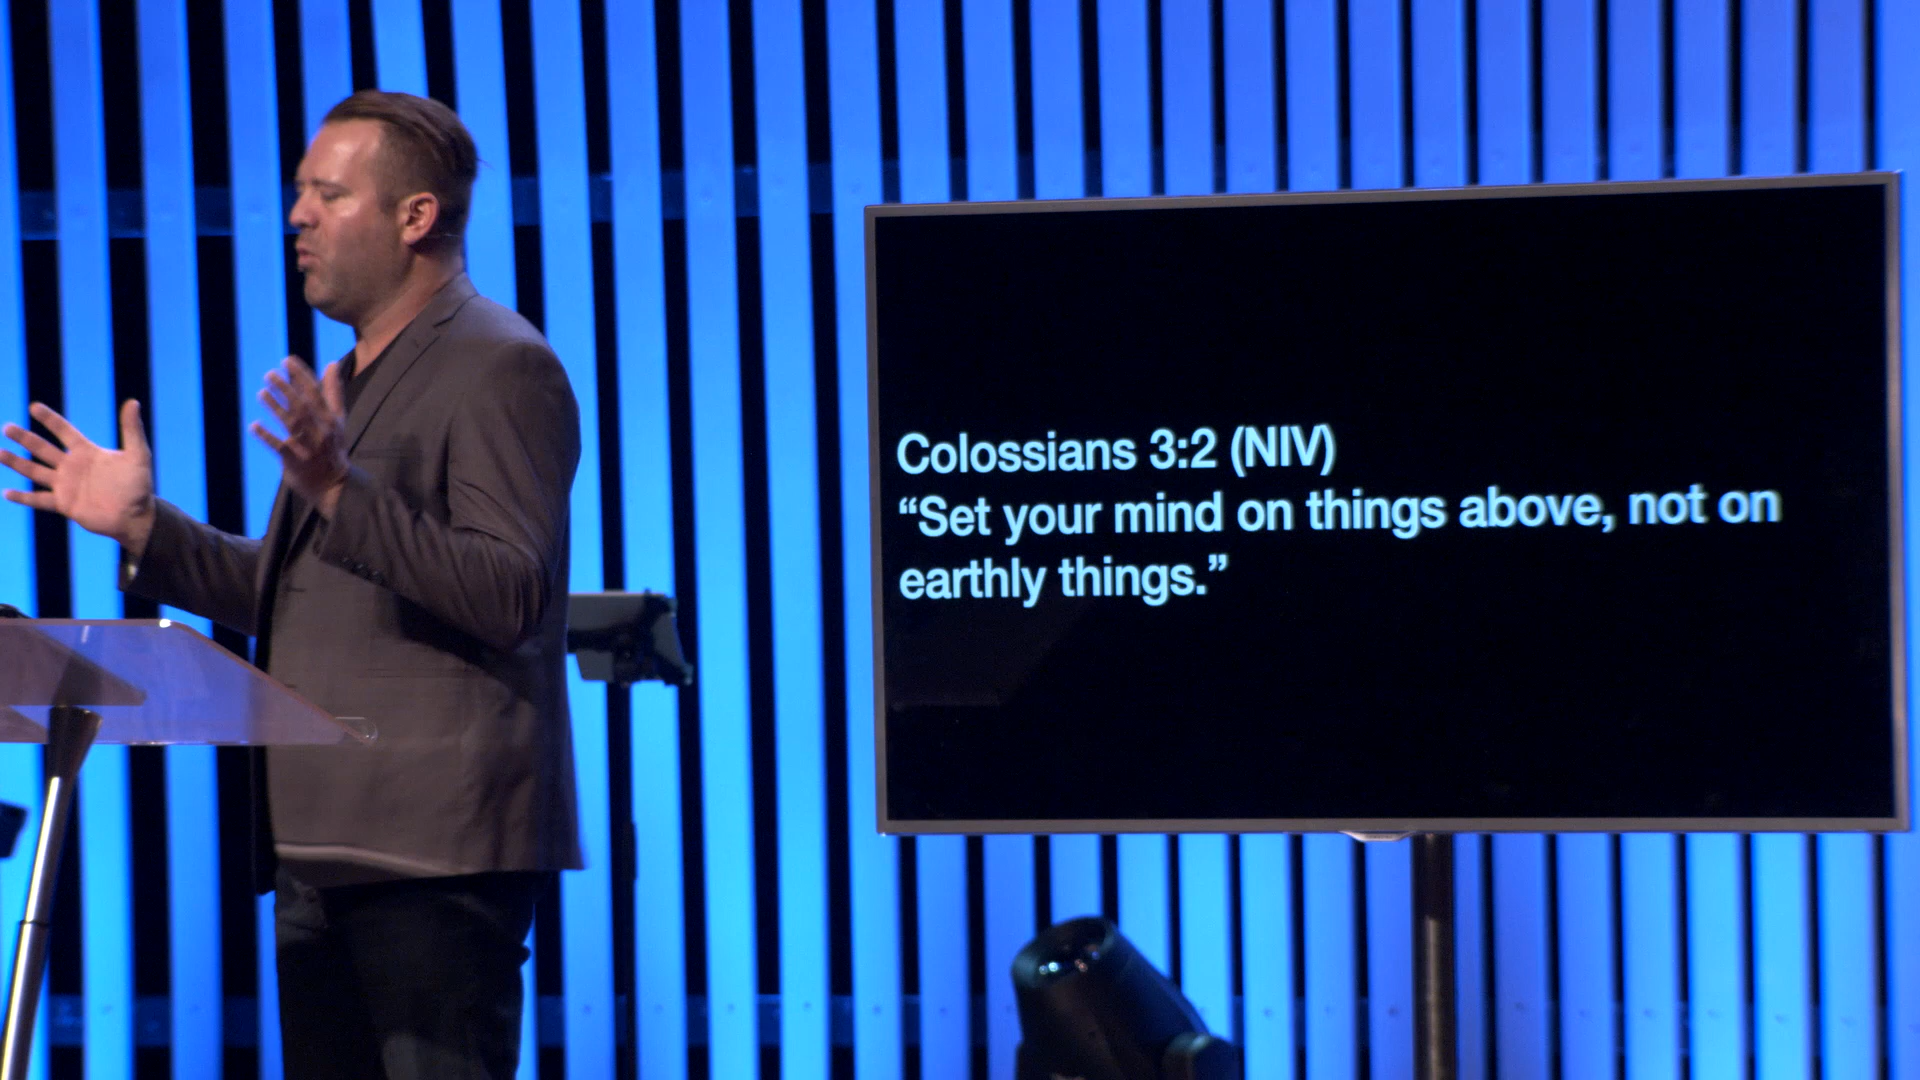 Colossians 3:2 (NIV)
“Set your mind on things above, not on
earthly things.”